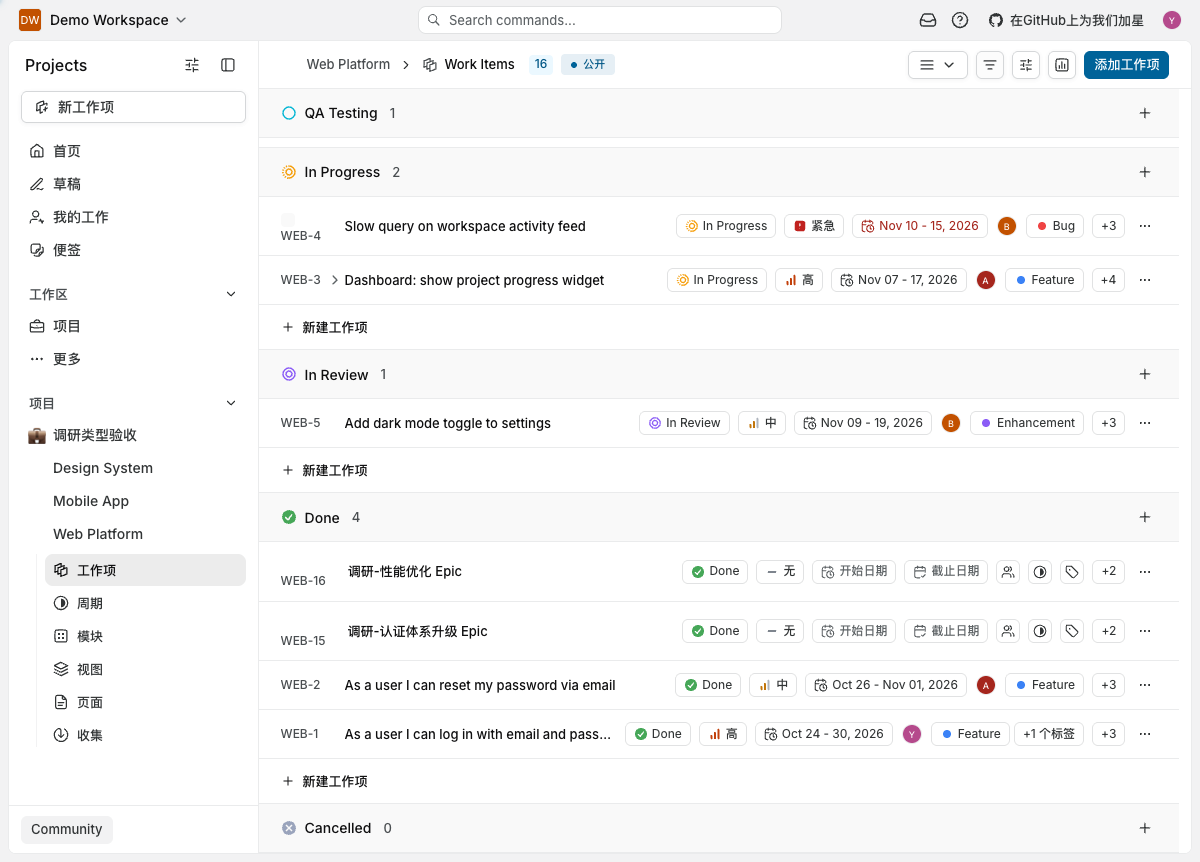 DW Demo Workspace
Search commands...
在GitHub上为我们加星
Y
Projects
新工作项
首页
草稿
我的工作
便签
工作区
项目
更多
项目
调研类型验收
Design System
Mobile App
Web Platform
工作项
周期
模块
视图
页面
收集
Community
Web Platform Work Items 16 公开
添加工作项
QA Testing 1
In Progress 2
WEB-4 Slow query on workspace activity feed In Progress 紧急 Nov 10 - 15, 2026 B Bug +3
WEB-3 Dashboard: show project progress widget In Progress 高 Nov 07 - 17, 2026 A Feature +4
新建工作项
In Review 1
WEB-5 Add dark mode toggle to settings In Review 中 Nov 09 - 19, 2026 B Enhancement +3
新建工作项
Done 4
WEB-16 调研-性能优化 Epic Done 无 开始日期 截止日期 +2
WEB-15 调研-认证体系升级 Epic Done 无 开始日期 截止日期 +2
WEB-2 As a user I can reset my password via email Done 中 Oct 26 - Nov 01, 2026 A Feature +3
WEB-1 As a user I can log in with email and pass... Done 高 Oct 24 - 30, 2026 Y Feature +1 个标签 +3
新建工作项
Cancelled 0